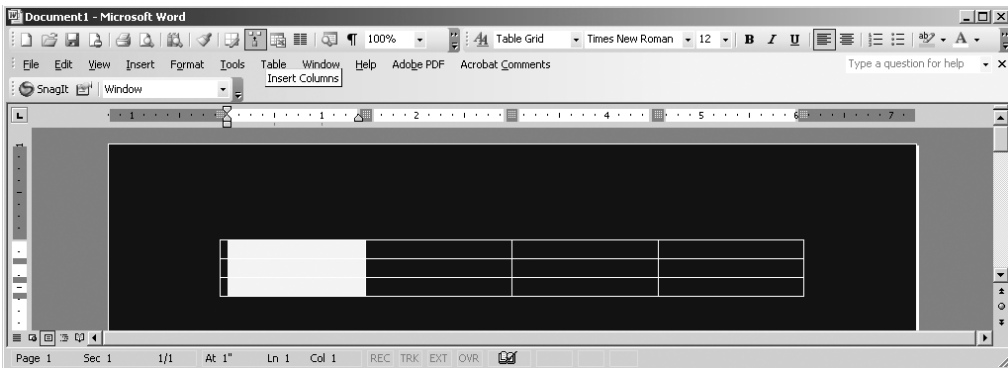 Document1 - Microsoft Word
100% Table Grid Times New Roman 12 B I U
File Edit View Insert Format Tools Table Window Help Adobe PDF Acrobat Comments Type a question for help
Insert Columns
SnagIt Window
1 1 2 4 5 6 7
Page 1 Sec 1 1/1 At 1" Ln 1 Col 1 REC TRK EXT OVR